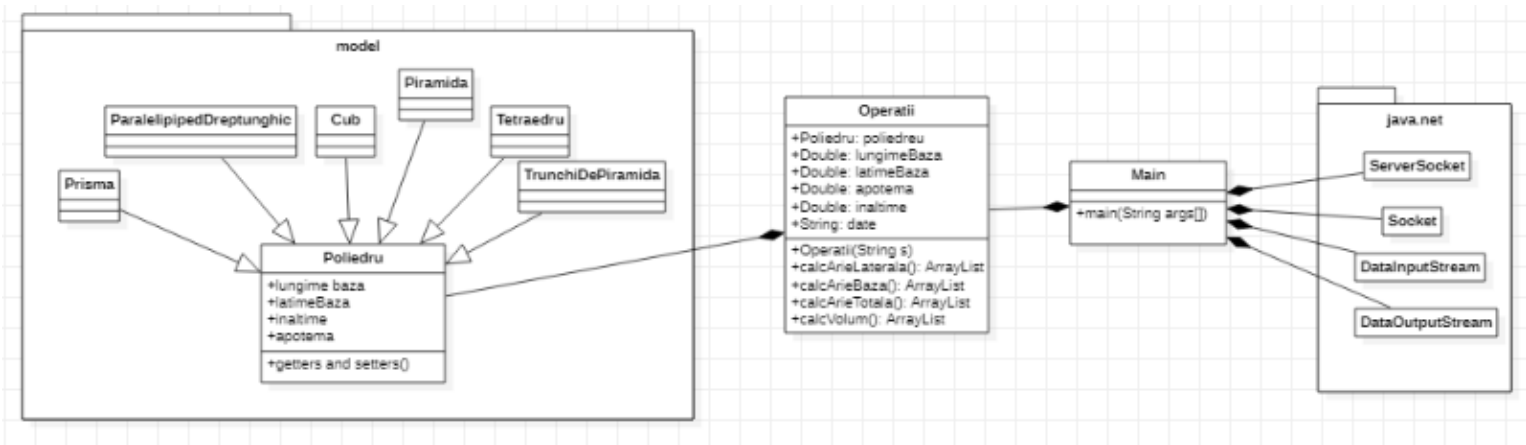 model
Piramida
ParalelipipedDreptunghic
Cub
Tetraedru
TrunchiDePiramida
Prisma
Poliedru
+lungime baza
+latimeBaza
+inaltime
+apotema
+getters and setters()
Operatii
+Poliedru: poliedreu
+Double: lungimeBaza
+Double: latimeBaza
+Double: apotema
+Double: inaltime
+String: date
+Operatii(String s)
+calcArieLaterala(): ArrayList
+calcArieBaza(): ArrayList
+calcArieTotala(): ArrayList
+calcVolum(): ArrayList
Main
+main(String args[])
java.net
ServerSocket
Socket
DataInputStream
DataOutputStream